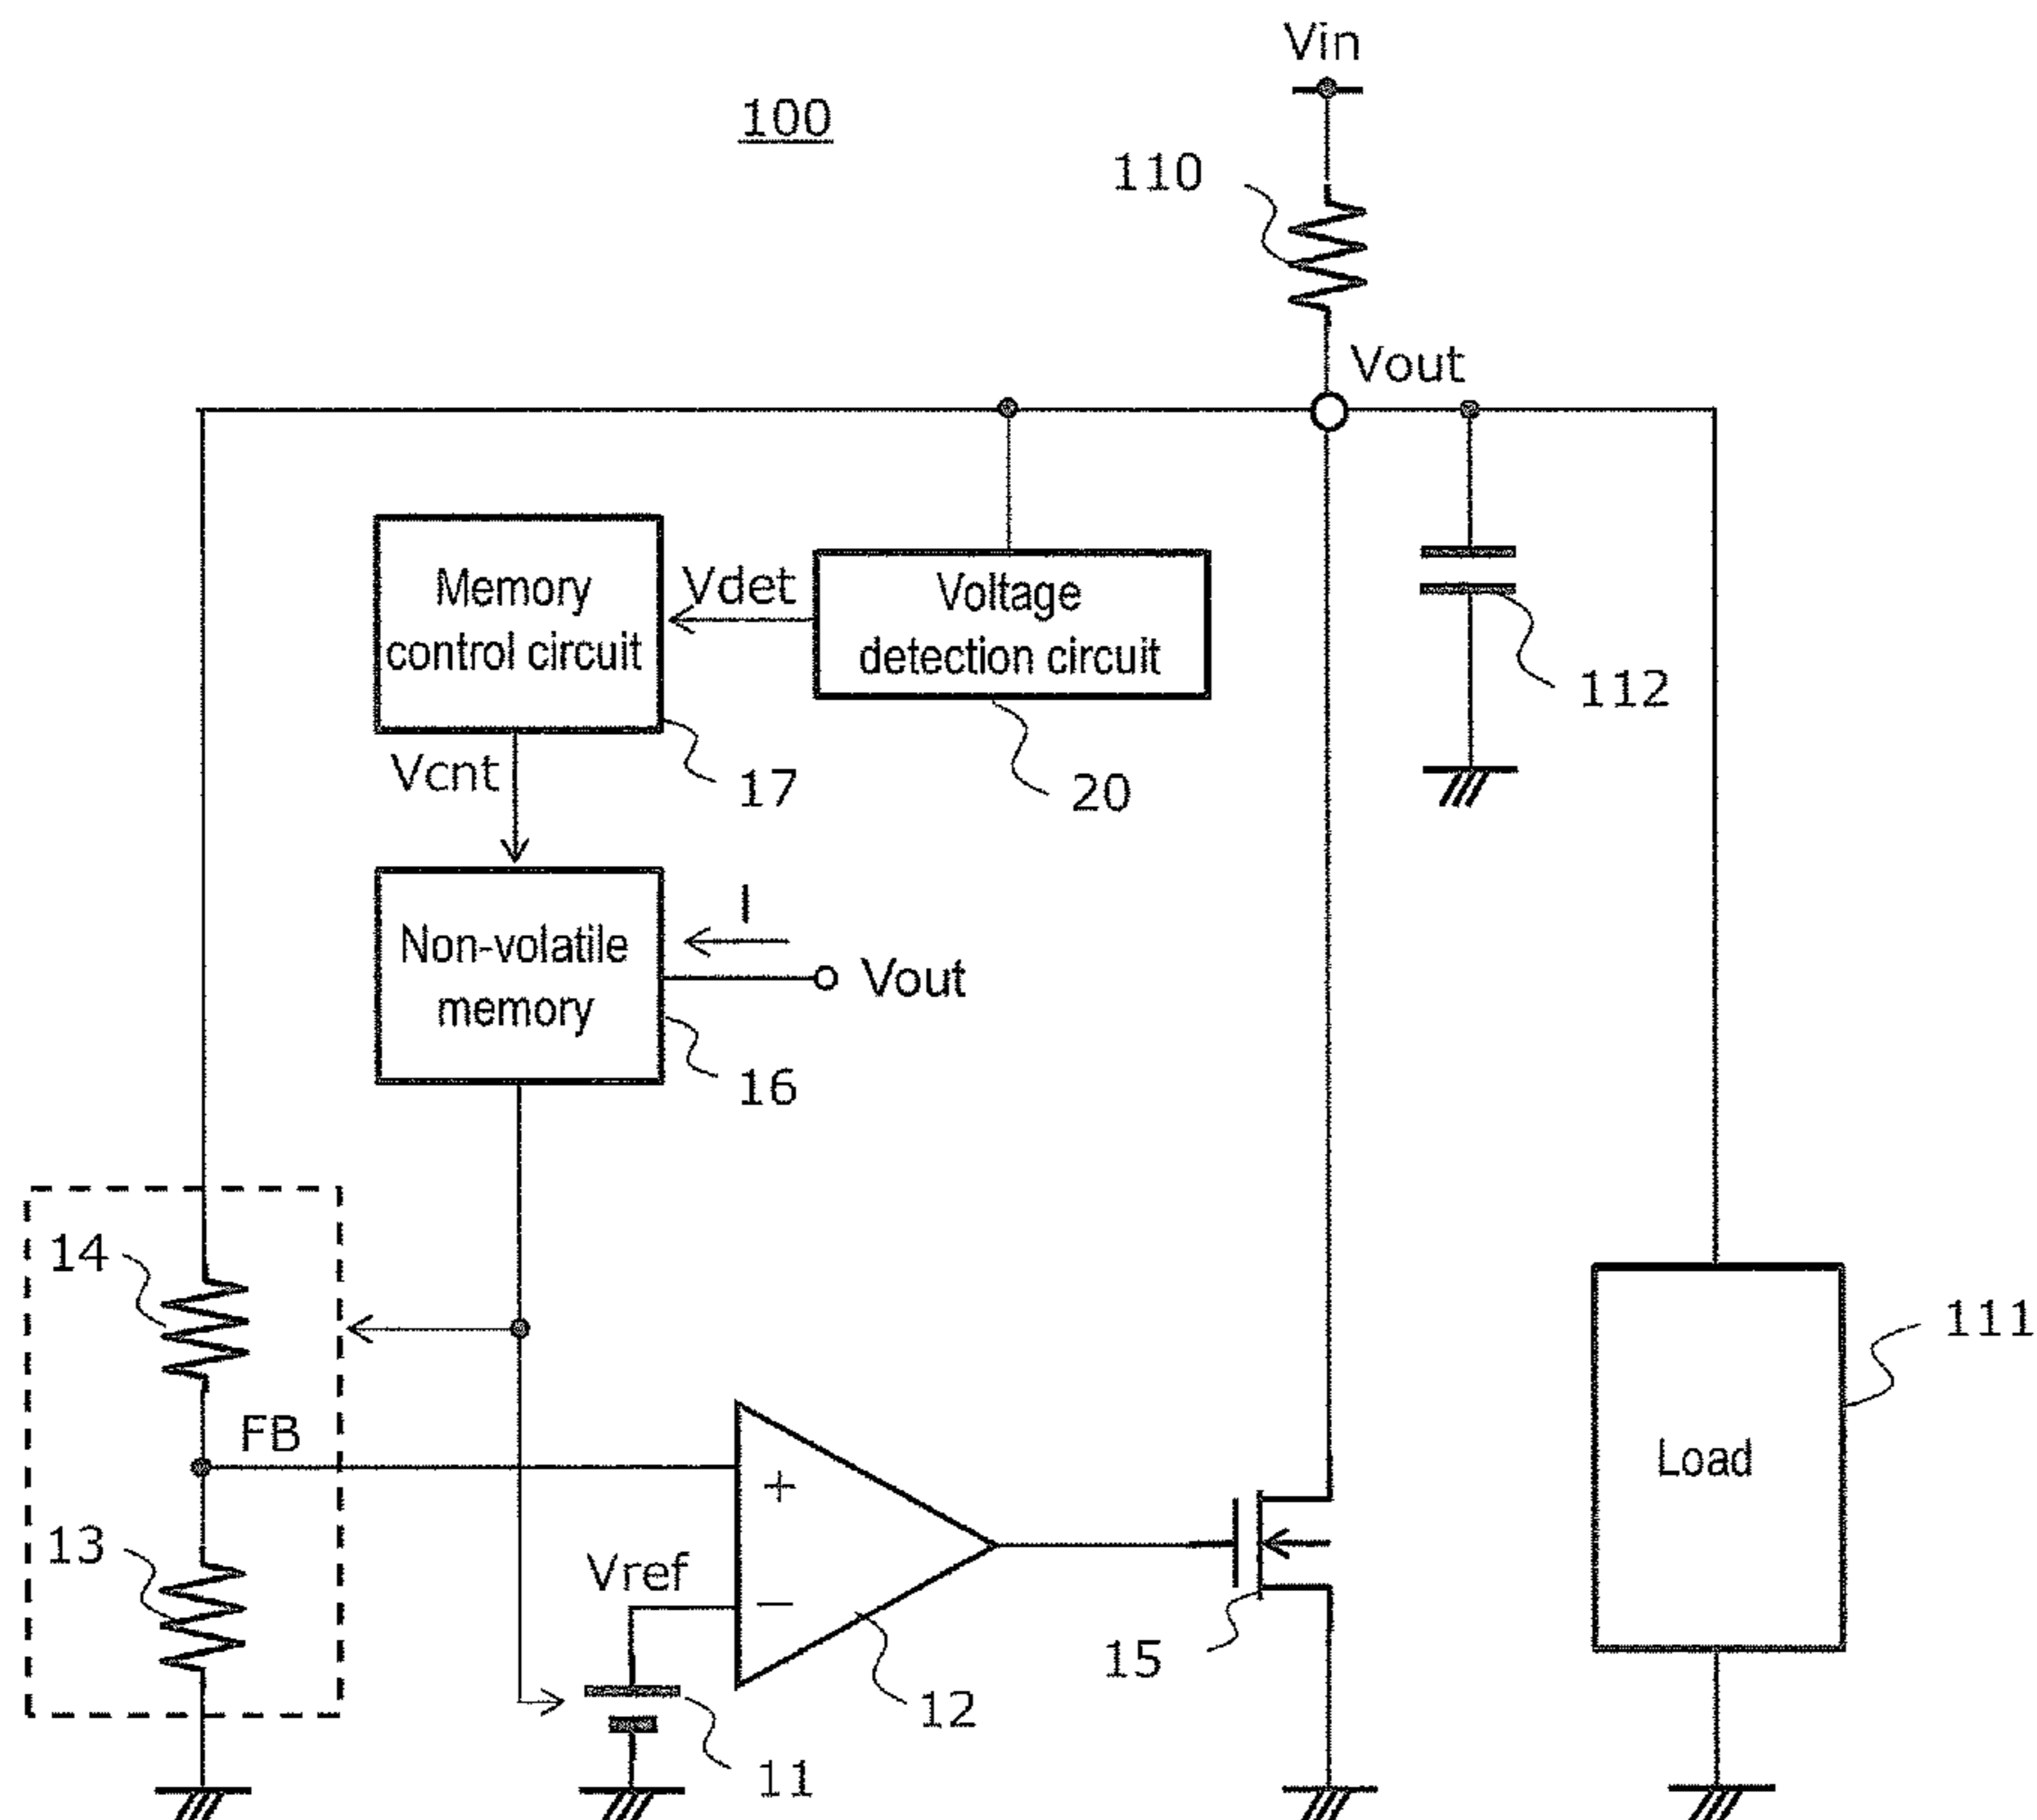 Vin
100
110
Vout
Memory
control circuit
Vdet
Voltage
detection circuit
112
Vcnt
17
20
Non-volatile
memory
I
Vout
16
14
111
FB
Load
+
13
Vref
−
15
12
11